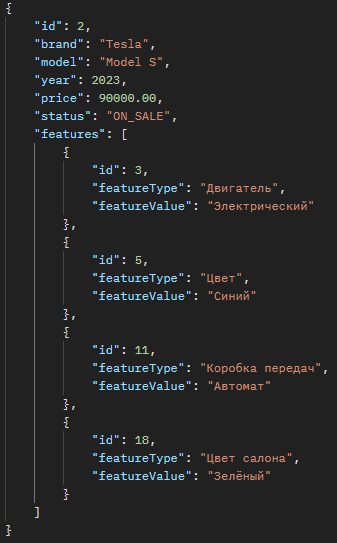 {
    "id": 2,
    "brand": "Tesla",
    "model": "Model S",
    "year": 2023,
    "price": 90000.00,
    "status": "ON_SALE",
    "features": [
        {
            "id": 3,
            "featureType": "Двигатель",
            "featureValue": "Электрический"
        },
        {
            "id": 5,
            "featureType": "Цвет",
            "featureValue": "Синий"
        },
        {
            "id": 11,
            "featureType": "Коробка передач",
            "featureValue": "Автомат"
        },
        {
            "id": 18,
            "featureType": "Цвет салона",
            "featureValue": "Зелёный"
        }
    ]
}